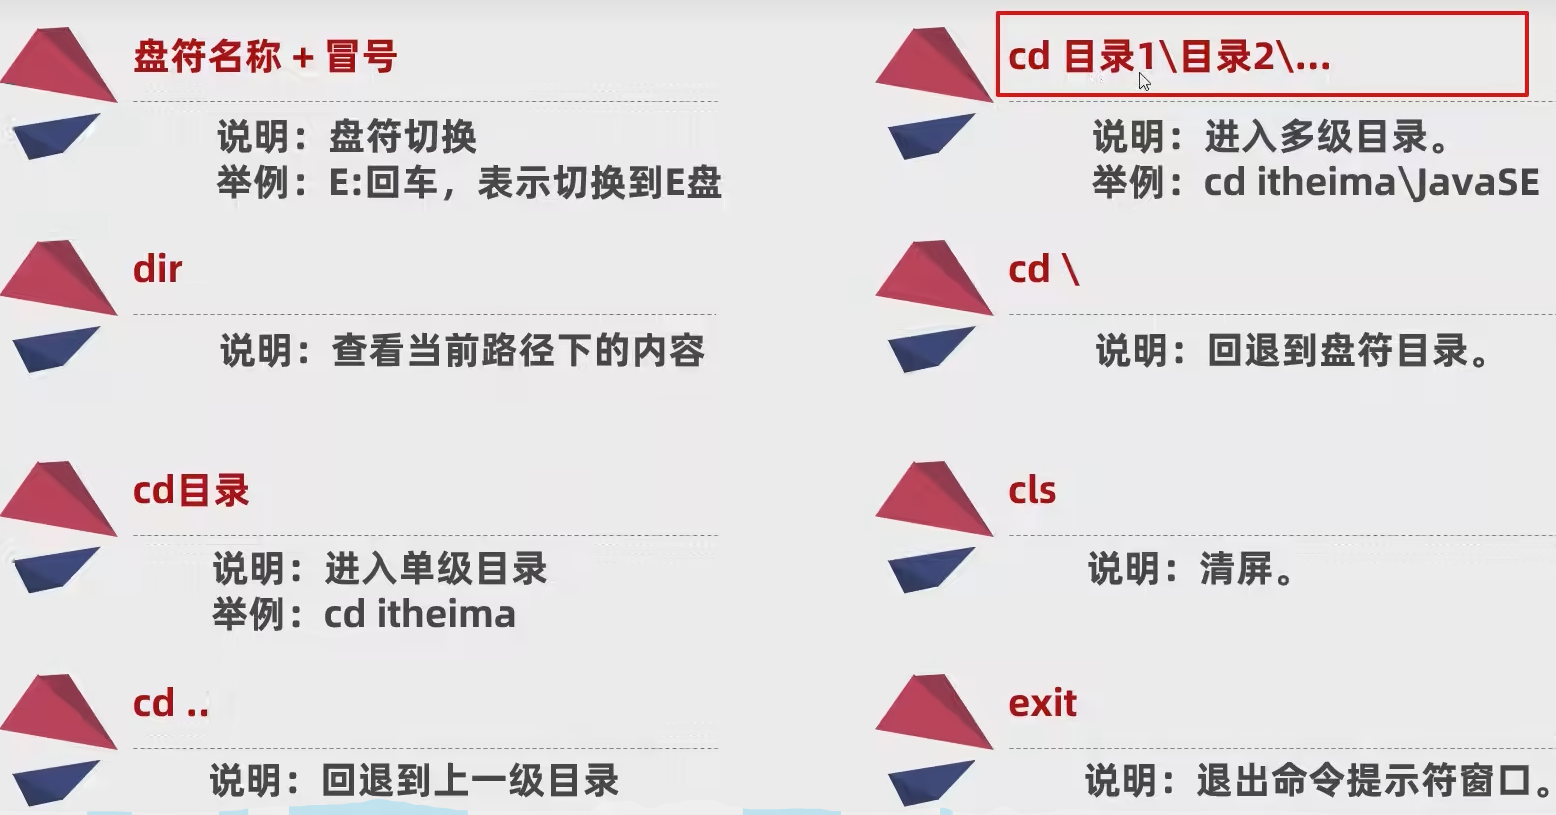 盘符名称 + 冒号
说明：盘符切换
举例：E:回车，表示切换到E盘
dir
说明：查看当前路径下的内容
cd目录
说明：进入单级目录
举例：cd itheima
cd ..
说明：回退到上一级目录
cd 目录1\目录2\...
说明：进入多级目录。
举例：cd itheima\JavaSE
cd \
说明：回退到盘符目录。
cls
说明：清屏。
exit
说明：退出命令提示符窗口。